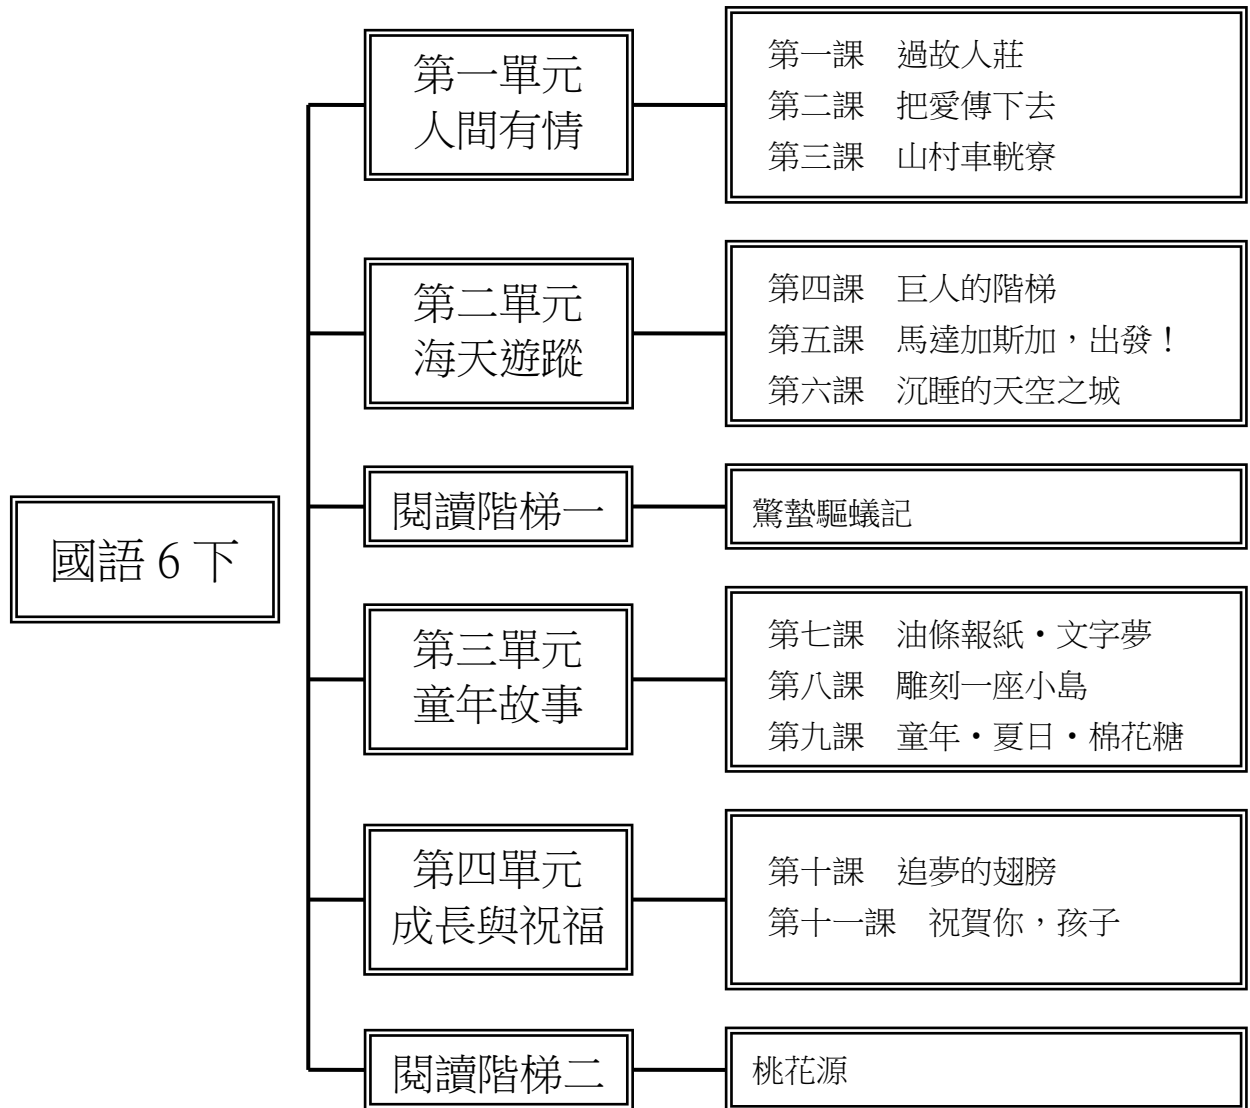 國語 6 下
第一單元
人間有情
第一課　過故人莊
第二課　把愛傳下去
第三課　山村車輄寮
第二單元
海天遊蹤
第四課　巨人的階梯
第五課　馬達加斯加，出發！
第六課　沉睡的天空之城
閱讀階梯一
驚蟄驅蟻記
第三單元
童年故事
第七課　油條報紙・文字夢
第八課　雕刻一座小島
第九課　童年・夏日・棉花糖
第四單元
成長與祝福
第十課　追夢的翅膀
第十一課　祝賀你，孩子
閱讀階梯二
桃花源